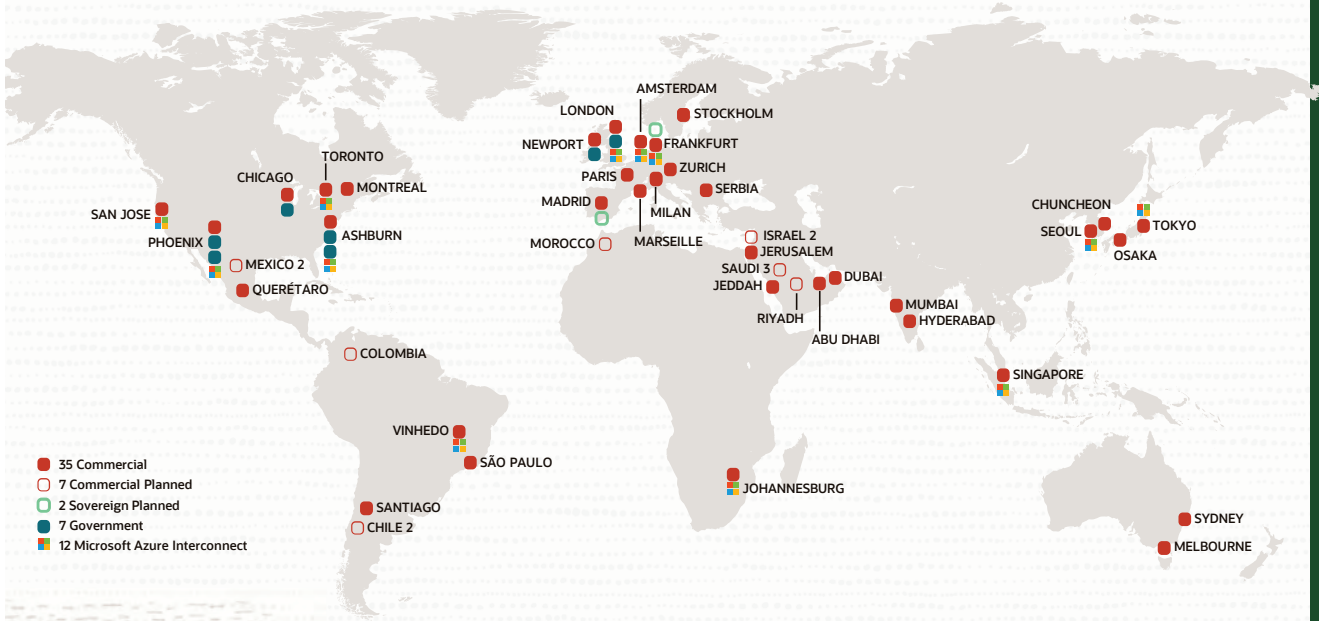 AMSTERDAM
LONDON
STOCKHOLM
NEWPORT
FRANKFURT
TORONTO
ZURICH
CHICAGO
PARIS
MONTREAL
SERBIA
MADRID
CHUNCHEON
SAN JOSE
MILAN
TOKYO
SEOUL
ASHBURN
ISRAEL 2
PHOENIX
MOROCCO
MARSEILLE
JERUSALEM
OSAKA
MEXICO 2
SAUDI 3
DUBAI
JEDDAH
QUERÉTARO
MUMBAI
RIYADH
HYDERABAD
ABU DHABI
COLOMBIA
SINGAPORE
VINHEDO
SÃO PAULO
35 Commercial
7 Commercial Planned
JOHANNESBURG
2 Sovereign Planned
SANTIAGO
SYDNEY
7 Government
CHILE 2
12 Microsoft Azure Interconnect
MELBOURNE